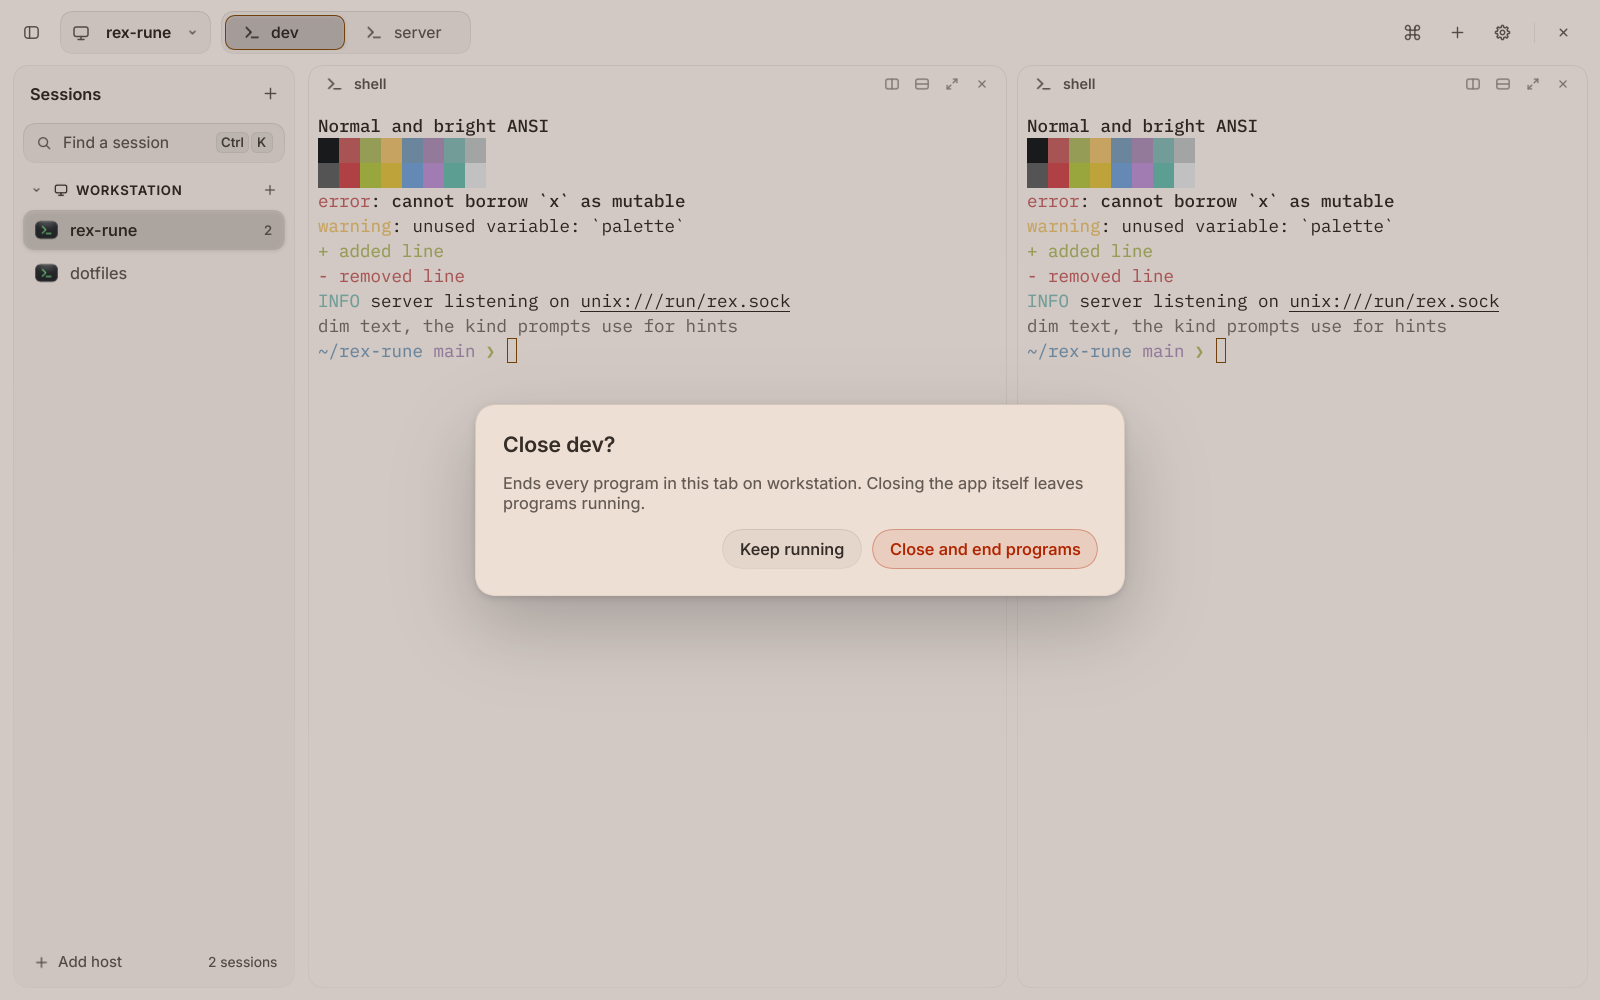 rex-rune
dev
server
Sessions
Find a session Ctrl K
WORKSTATION
rex-rune 2
dotfiles
Add host 2 sessions
shell
Normal and bright ANSI
error: cannot borrow `x` as mutable
warning: unused variable: `palette`
+ added line
- removed line
INFO server listening on unix:///run/rex.sock
dim text, the kind prompts use for hints
~/rex-rune main ❯
shell
Normal and bright ANSI
error: cannot borrow `x` as mutable
warning: unused variable: `palette`
+ added line
- removed line
INFO server listening on unix:///run/rex.sock
dim text, the kind prompts use for hints
~/rex-rune main ❯
Close dev?
Ends every program in this tab on workstation. Closing the app itself leaves
programs running.
Keep running
Close and end programs